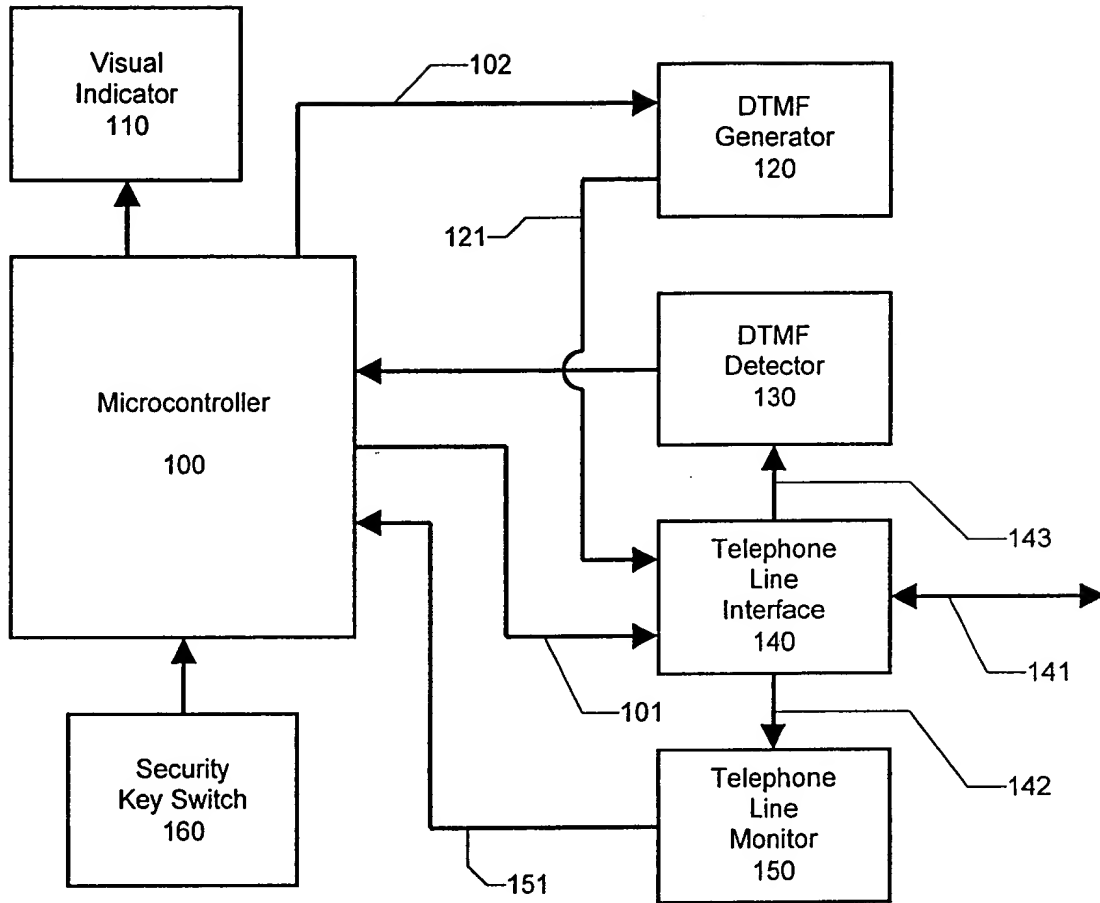 Visual
Indicator
110
102
DTMF
Generator
120
121
DTMF
Detector
130
Microcontroller
100
143
Telephone
Line
Interface
140
141
101
142
Security
Key Switch
160
Telephone
Line
Monitor
150
151